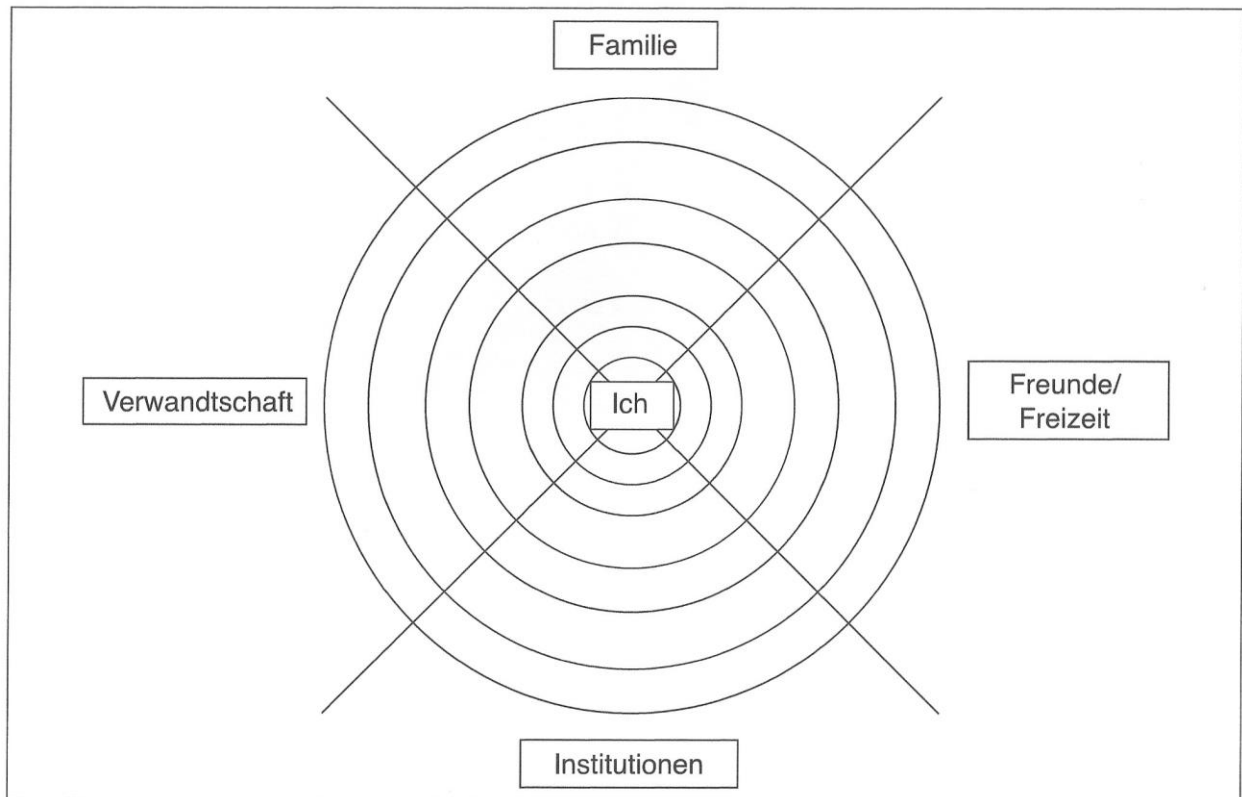 Familie
Verwandtschaft
Ich
Freunde/
Freizeit
Institutionen